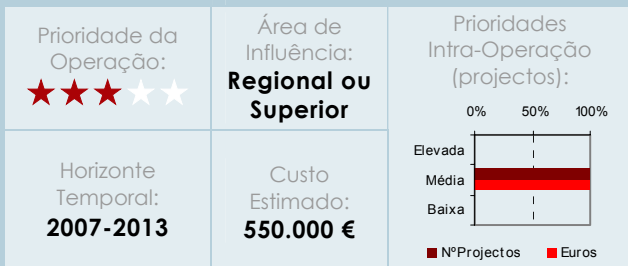 Prioridade da
Operação:
Área de
Influência:
Regional ou
Superior
Prioridades
Intra-Operação
(projectos):
0% 50% 100%
Elevada
Média
Baixa
NºProjectos Euros
Horizonte
Temporal:
2007-2013
Custo
Estimado:
550.000 €